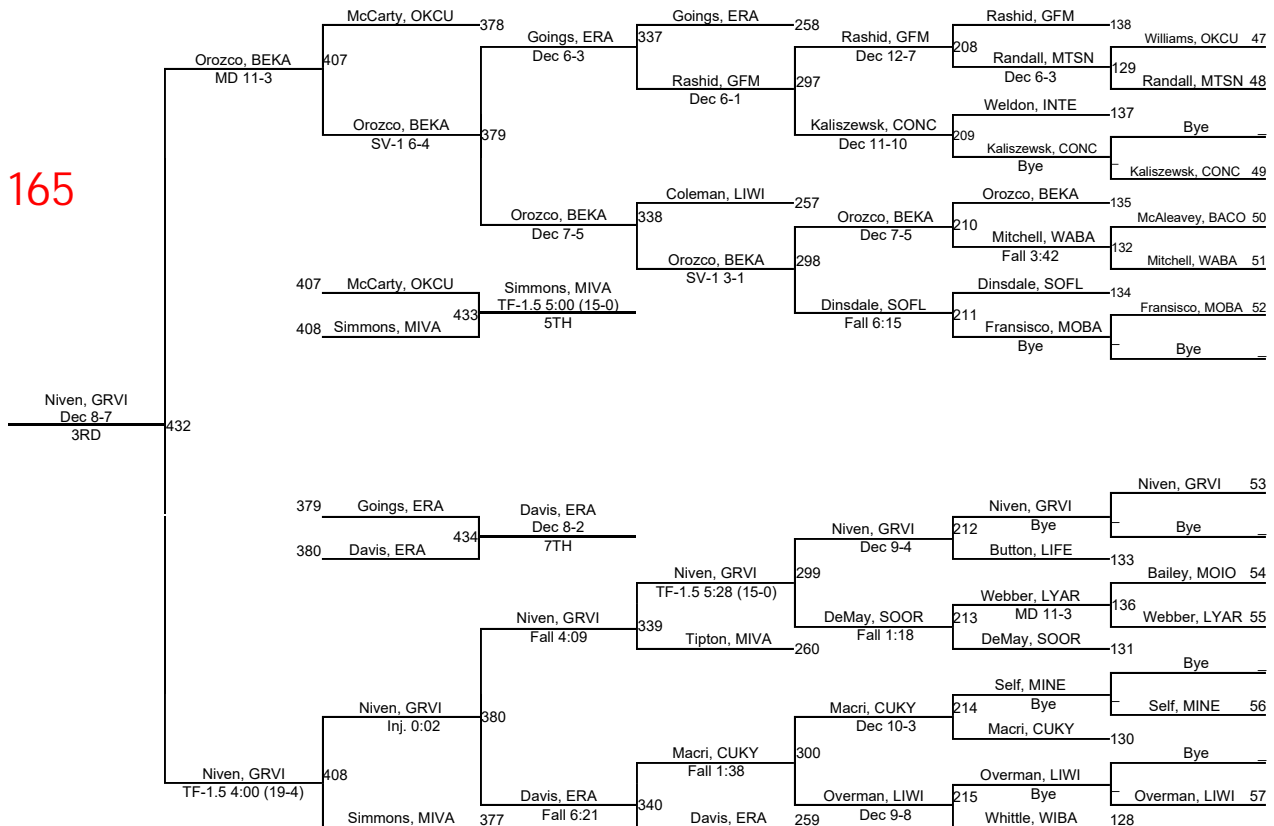 McCarty, OKCU 378
Goings, ERA 258
Rashid, GFM 138
Williams, OKCU 47
Goings, ERA 337
Dec 6-3
Rashid, GFM 208
Dec 12-7
Randall, MTSN 129
Dec 6-3
Randall, MTSN 48
Orozco, BEKA 407
MD 11-3
Rashid, GFM 297
Dec 6-1
Weldon, INTE 137
Bye _
Orozco, BEKA 379
SV-1 6-4
Kaliszewsk, CONC 209
Dec 11-10
Kaliszewsk, CONC _
Bye
Kaliszewsk, CONC 49
165
Coleman, LIWI 257
Orozco, BEKA 135
McAleavey, BACO 50
Orozco, BEKA 338
Dec 7-5
Orozco, BEKA 210
Dec 7-5
Mitchell, WABA 132
Fall 3:42
Mitchell, WABA 51
Orozco, BEKA 298
SV-1 3-1
407 McCarty, OKCU
Simmons, MIVA
433 TF-1.5 5:00 (15-0)
5TH
408 Simmons, MIVA
Dinsdale, SOFL 134
Fransisco, MOBA 52
Dinsdale, SOFL 211
Fall 6:15
Fransisco, MOBA _
Bye
Bye _
Niven, GRVI
Dec 8-7 432
3RD
379 Goings, ERA
Davis, ERA
434 Dec 8-2
7TH
380 Davis, ERA
Niven, GRVI 53
Niven, GRVI 212
Dec 9-4
Niven, GRVI _
Bye
Bye _
Button, LIFE 133
Niven, GRVI 299
TF-1.5 5:28 (15-0)
Bailey, MOIO 54
Niven, GRVI 339
Fall 4:09
DeMay, SOOR 213
Fall 1:18
Webber, LYAR 136
MD 11-3
Webber, LYAR 55
Tipton, MIVA 260
DeMay, SOOR 131
Bye _
Niven, GRVI 380
Inj. 0:02
Macri, CUKY 214
Dec 10-3
Self, MINE _
Bye
Self, MINE 56
Macri, CUKY 130
Niven, GRVI 408
TF-1.5 4:00 (19-4)
Macri, CUKY 300
Fall 1:38
Bye _
Davis, ERA 340
Fall 6:21
Overman, LIWI 215
Dec 9-8
Overman, LIWI _
Bye
Overman, LIWI 57
Simmons, MIVA 377
Davis, ERA 259
Whittle, WIBA 128